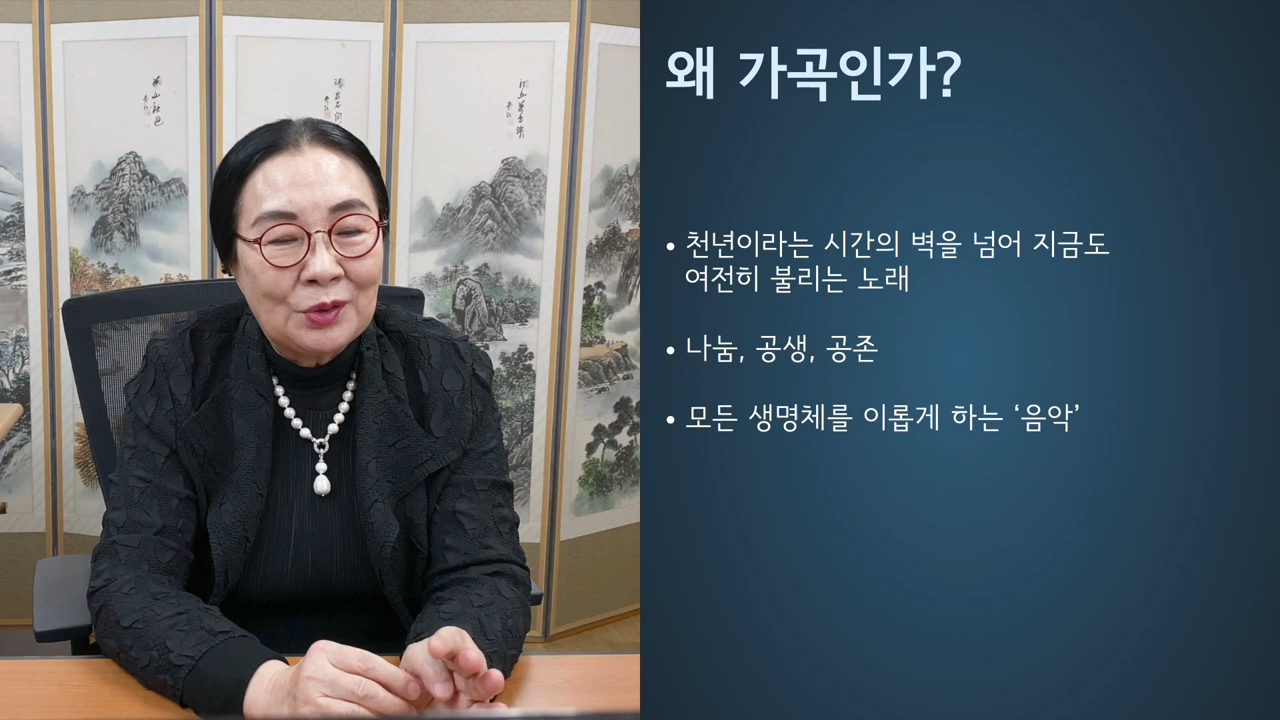 왜 가곡인가?
• 천년이라는 시간의 벽을 넘어 지금도
여전히 불리는 노래
• 나눔, 공생, 공존
• 모든 생명체를 이롭게 하는 ‘음악’